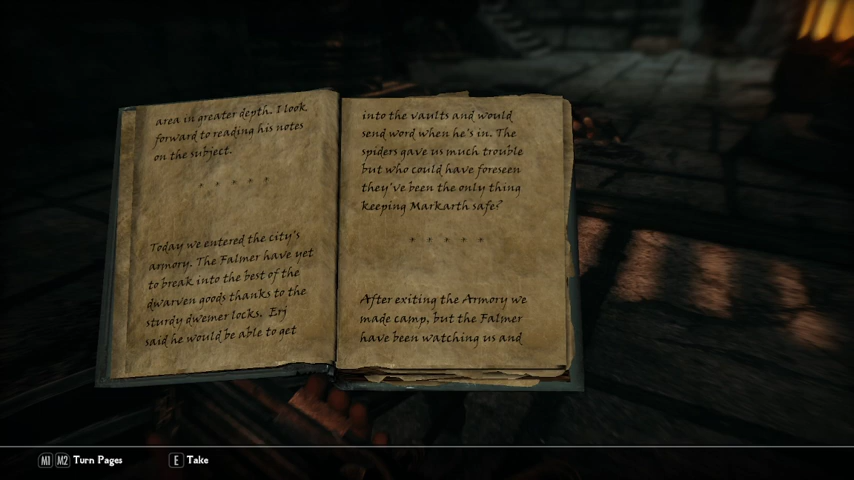 area in greater depth. I look
forward to reading his notes
on the subject.
* * * * *
Today we entered the city's
armory. The Falmer have yet
to break into the best of the
dwarven goods thanks to the
sturdy dwemer locks. Erj
said he would be able to get
into the vaults and would
send word when he's in. The
spiders gave us much trouble
but who could have foreseen
they've been the only thing
keeping Markarth safe?
* * * * *
After exiting the Armory we
made camp, but the Falmer
have been watching us and
M1 M2 Turn Pages
E Take